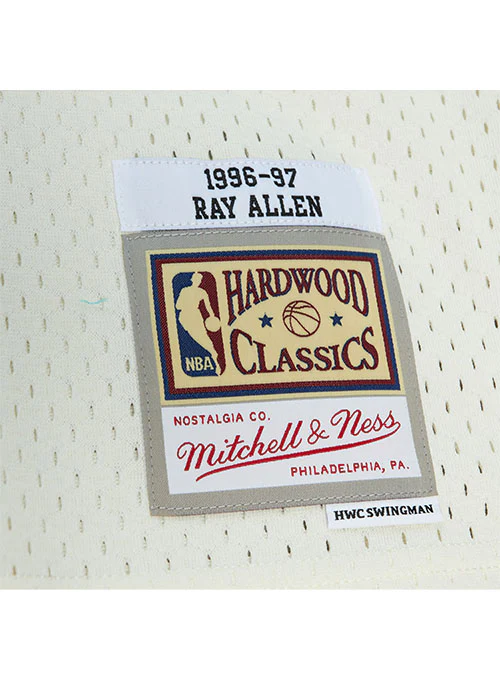 1996-97
RAY ALLEN
HARDWOOD
CLASSICS
NBA
NOSTALGIA CO.
Mitchell & Ness
PHILADELPHIA, PA.
HWC SWINGMAN